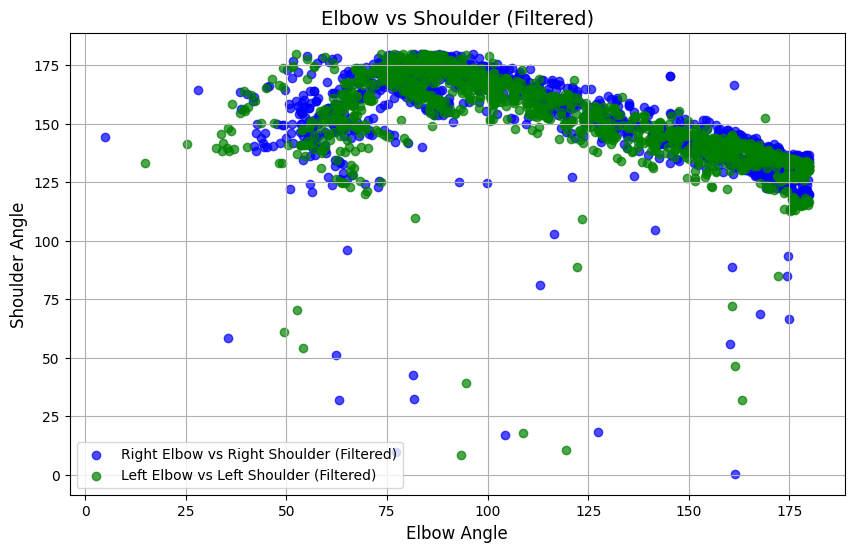 Elbow vs Shoulder (Filtered)
175
150
125
100
75
50
25
0
Shoulder Angle
Right Elbow vs Right Shoulder (Filtered)
Left Elbow vs Left Shoulder (Filtered)
0 25 50 75 100 125 150 175
Elbow Angle